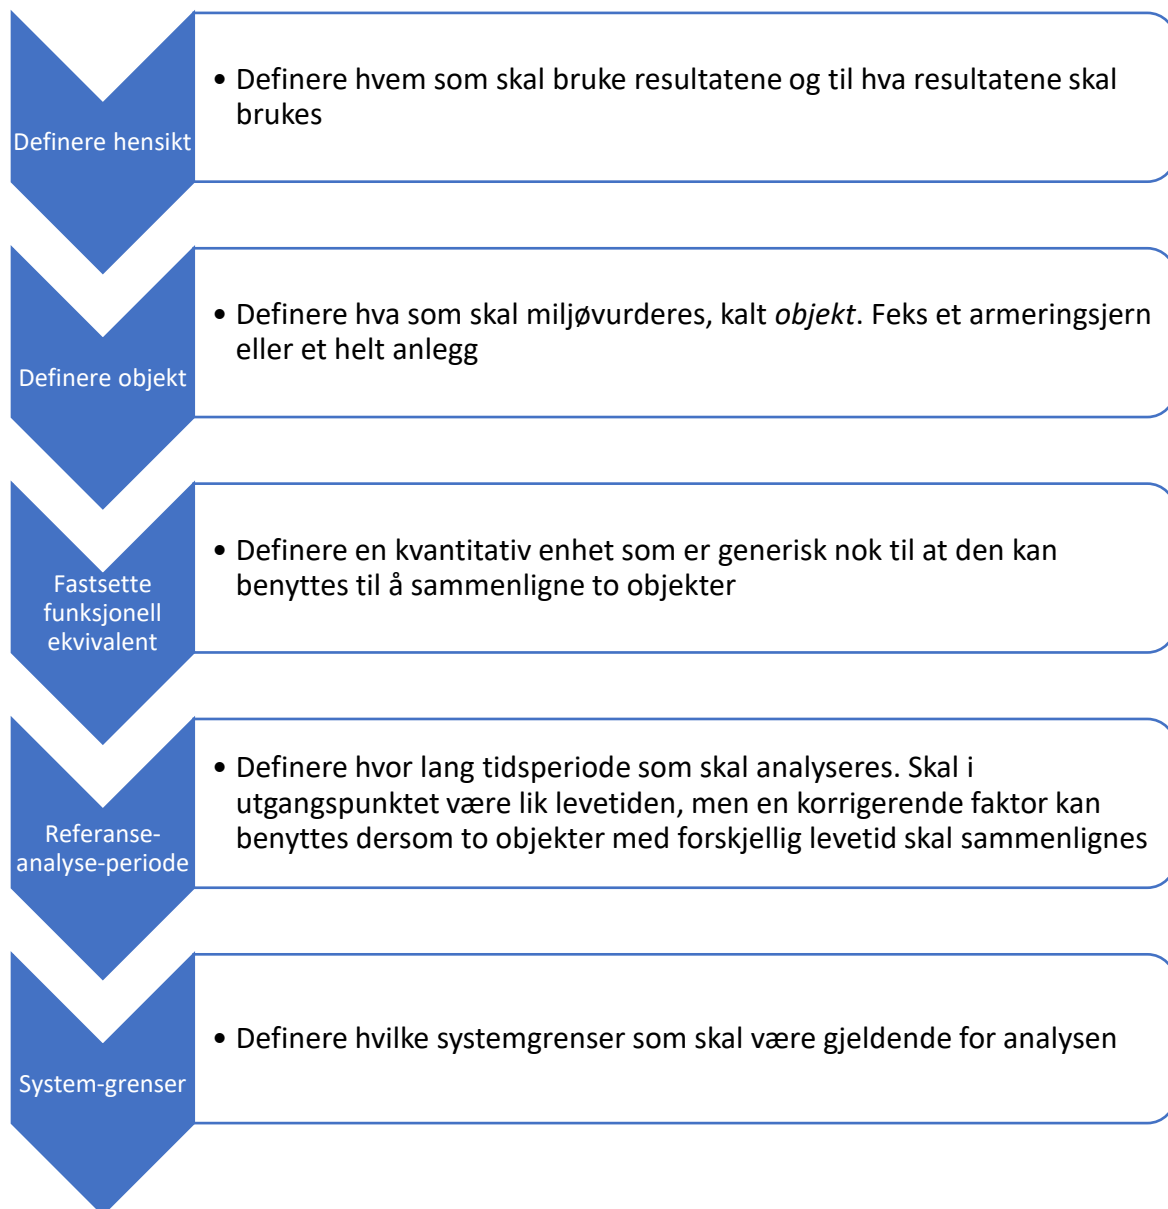 • Definere hvem som skal bruke resultatene og til hva resultatene skal
brukes
Definere hensikt
• Definere hva som skal miljøvurderes, kalt objekt. Feks et armeringsjern
eller et helt anlegg
Definere objekt
• Definere en kvantitativ enhet som er generisk nok til at den kan
benyttes til å sammenligne to objekter
Fastsette
funksjonell
ekvivalent
• Definere hvor lang tidsperiode som skal analyseres. Skal i
utgangspunktet være lik levetiden, men en korrigerende faktor kan
benyttes dersom to objekter med forskjellig levetid skal sammenlignes
Referanse-
analyse-periode
• Definere hvilke systemgrenser som skal være gjeldende for analysen
System-grenser